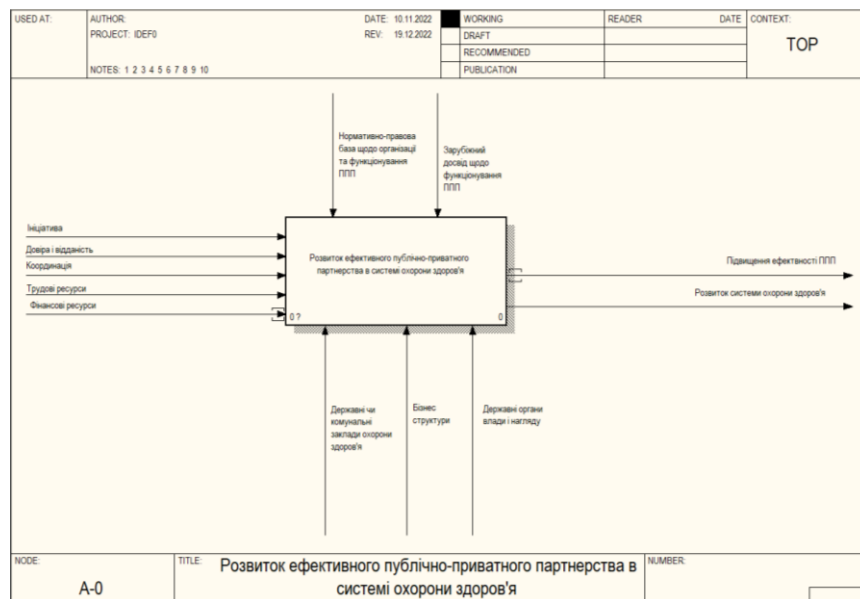 USED AT:
AUTHOR:
DATE: 10.11.2022
WORKING
READER
DATE
CONTEXT:
PROJECT: IDEF0
REV: 19.12.2022
DRAFT
TOP
RECOMMENDED
NOTES: 1 2 3 4 5 6 7 8 9 10
PUBLICATION
Нормативно-правова
база щодо організації
та функціонування
ППП
Зарубіжний
досвід щодо
функціонування
ППП
Ініціатива
Довіра і відданість
Координація
Трудові ресурси
Фінансові ресурси
Розвиток ефективного публічно-приватного
партнерства в системі охорони здоров'я
0 ?
0
Підвищення ефектвності ППП
Розвиток системи охорони здоров'я
Державні чи
комунальні
заклади охорони
здоров'я
Бізнес
структури
Державні органи
влади і нагляду
NODE:
TITLE:
NUMBER:
A-0
Розвиток ефективного публічно-приватного партнерства в
системі охорони здоров'я